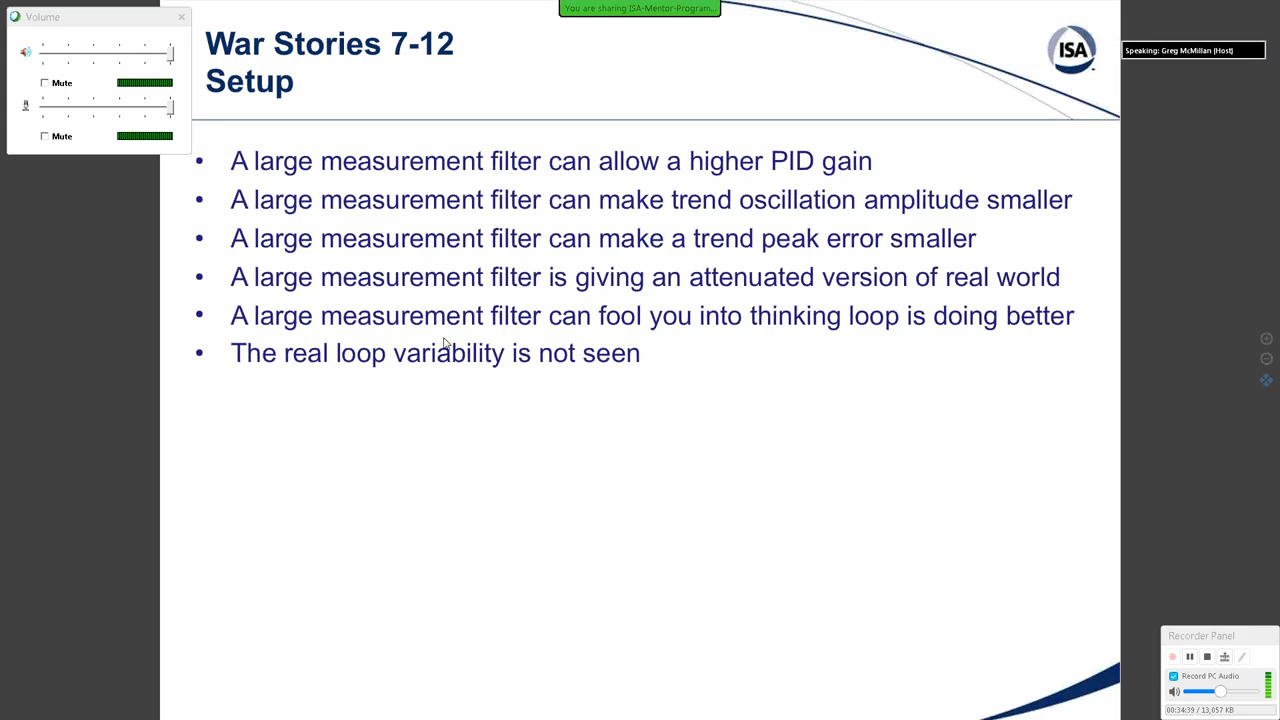 You are sharing ISA-Mentor-Program...
Volume
Mute
Mute
War Stories 7-12
Setup
ISA
Speaking: Greg McMillan (Host)
• A large measurement filter can allow a higher PID gain
• A large measurement filter can make trend oscillation amplitude smaller
• A large measurement filter can make a trend peak error smaller
• A large measurement filter is giving an attenuated version of real world
• A large measurement filter can fool you into thinking loop is doing better
• The real loop variability is not seen
Recorder Panel
Record PC Audio
00:34:39 / 13,057 KB